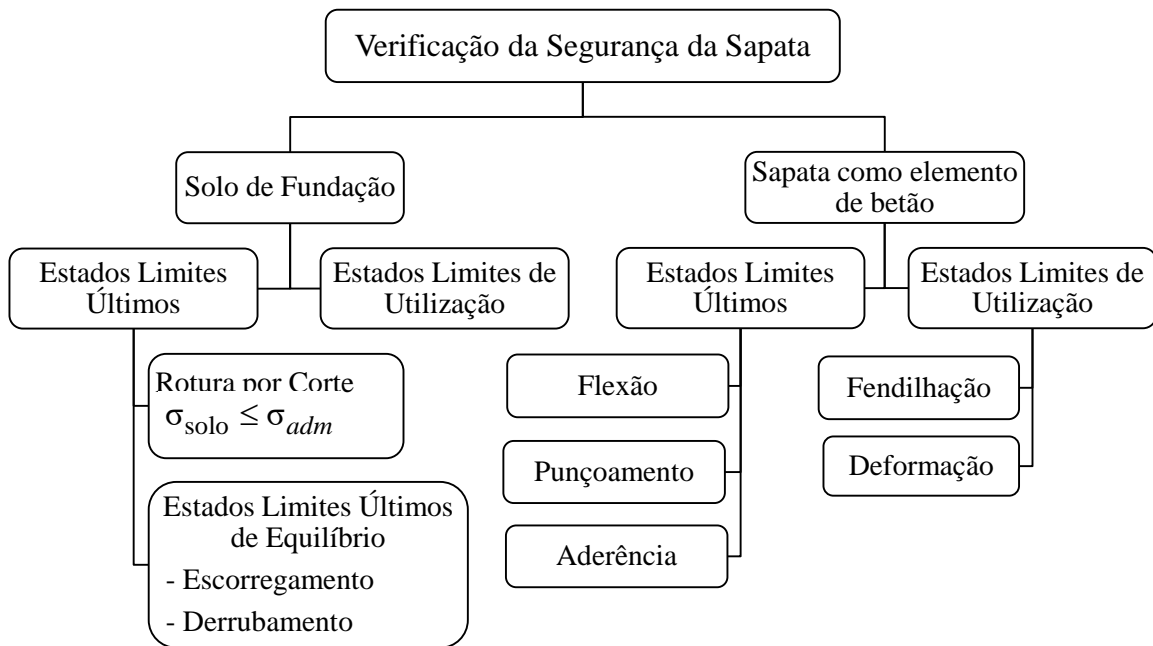 Verificação da Segurança da Sapata
Solo de Fundação
Sapata como elemento
de betão
Estados Limites
Últimos
Estados Limites de
Utilização
Estados Limites
Últimos
Estados Limites de
Utilização
Rotura por Corte
σsolo ≤ σadm
Estados Limites Últimos
de Equilíbrio
- Escorregamento
- Derrubamento
Flexão
Punçoamento
Aderência
Fendilhação
Deformação